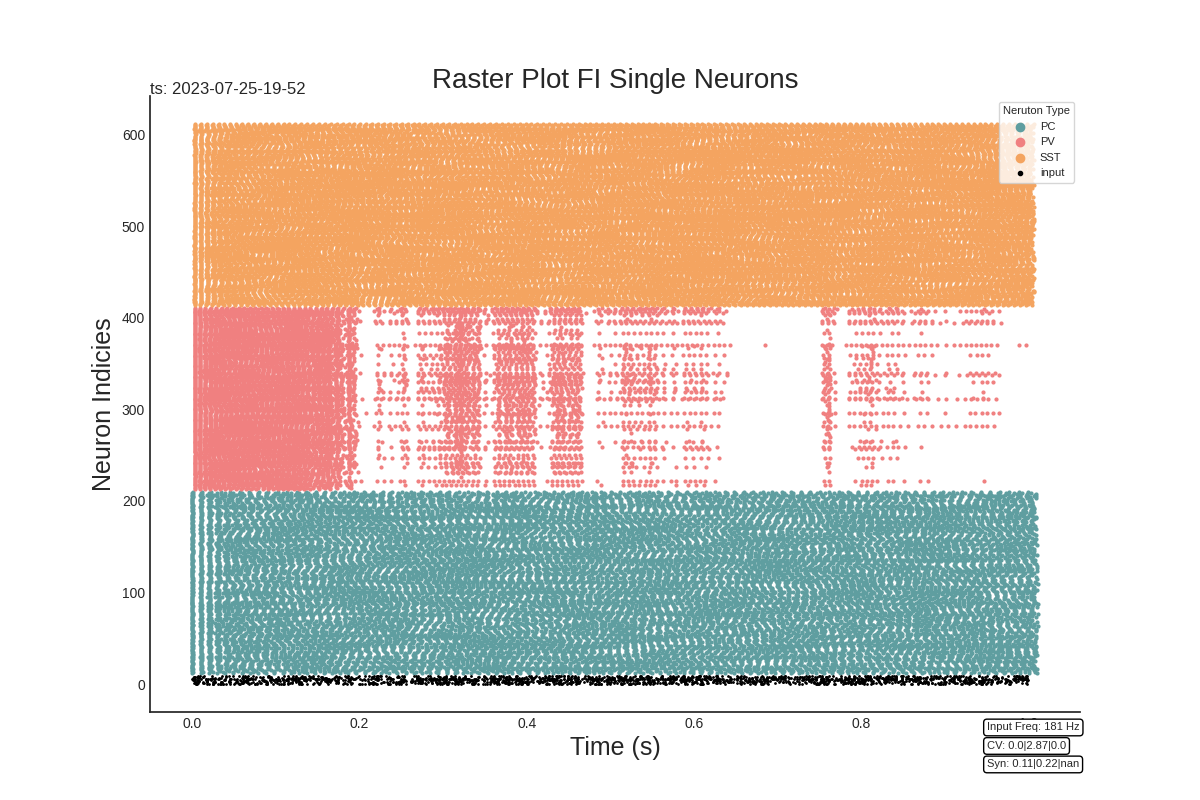 Raster Plot FI Single Neurons
ts: 2023-07-25-19-52
Neruton Type
PC
PV
SST
input
600
500
400
300
200
100
0
Neuron Indicies
0.0 0.2 0.4 0.6 0.8
Time (s)
Input Freq: 181 Hz
CV: 0.0|2.87|0.0
Syn: 0.11|0.22|nan